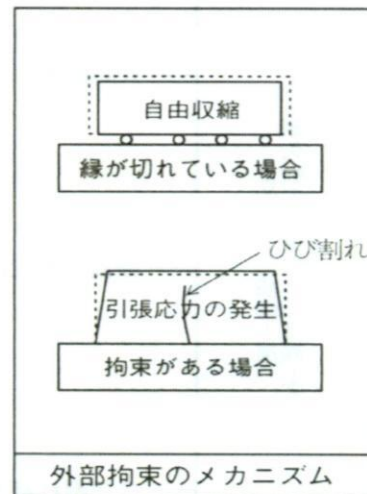 自由収縮
縁が切れている場合
ひび割れ
引張応力の発生
拘束がある場合
外部拘束のメカニズム